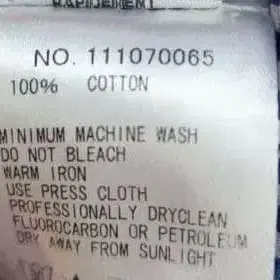 RAPIDEMENT
NO. 111070065
100% COTTON
MINIMUM MACHINE WASH
DO NOT BLEACH
WARM IRON
USE PRESS CLOTH
PROFESSIONALLY DRYCLEAN
FLUOROCARBON OR PETROLEUM
DRY AWAY FROM SUNLIGHT